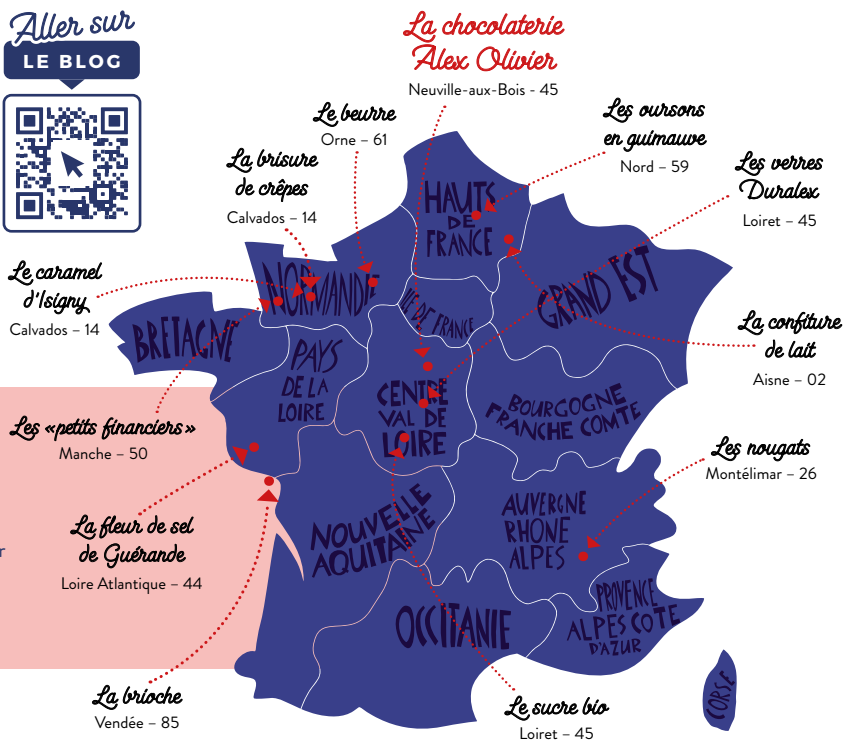 Aller sur
LE BLOG
La chocolaterie
Alex Olivier
Neuville-aux-Bois - 45
Le beurre
Orne – 61
Les oursons
en guimauve
Nord – 59
La brisure
de crêpes
Calvados – 14
Les verres
Duralex
Loiret – 45
Le caramel
d'Isigny
Calvados – 14
La confiture
de lait
Aisne – 02
Les «petits financiers»
Manche – 50
Les nougats
Montélimar – 26
La fleur de sel
de Guérande
Loire Atlantique – 44
La brioche
Vendée – 85
Le sucre bio
Loiret – 45
HAUTS
DE
FRANCE
NORMANDIE
ILE DE FRANCE
GRAND EST
BRETAGNE
PAYS
DE LA
LOIRE
CENTRE
VAL DE
LOIRE
BOURGOGNE
FRANCHE COMTE
NOUVELLE
AQUITAINE
AUVERGNE
RHONE
ALPES
OCCITANIE
PROVENCE
ALPES COTE
D'AZUR
CORSE